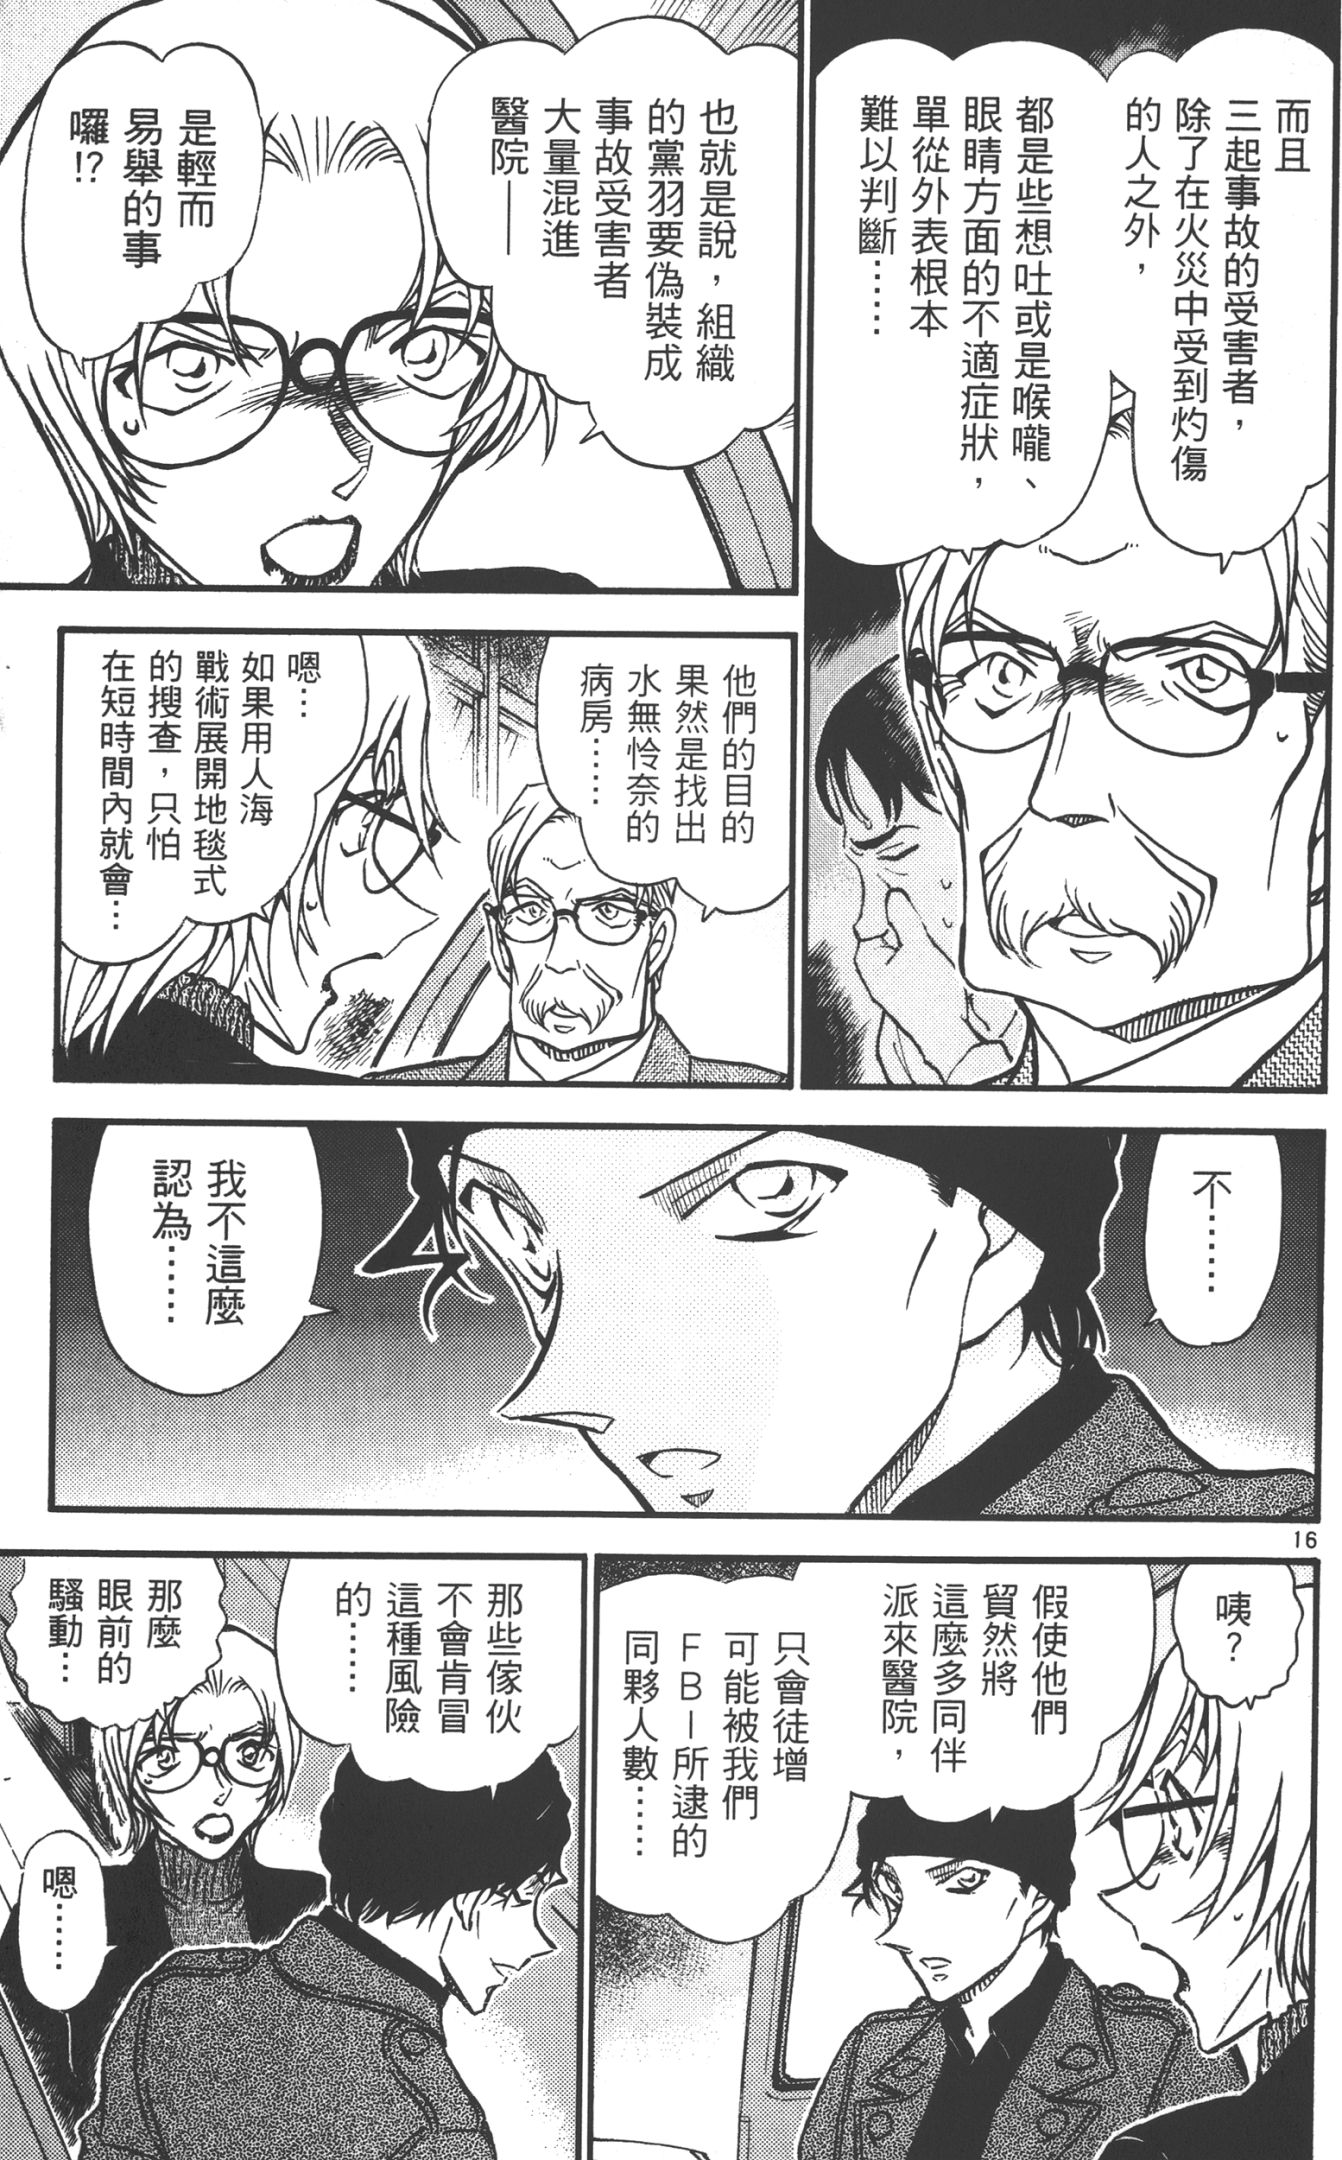 而且
三起事故的受害者，
除了在火災中受到灼傷
的人之外，
都是些想吐或是喉嚨、
眼睛方面的不適症狀，
單從外表根本
難以判斷……
也就是說，組織
的黨羽要偽裝成
事故受害者
大量混進
醫院——
是輕而
易舉的事
囉!?
他們的目的
果然是找出
水無怜奈的
病房……
嗯…
如果用人海
戰術展開地毯式
的搜查，只怕
在短時間內就會…
不……
我不這麼
認為……
16
咦？
假使他們
貿然將
這麼多同伴
派來醫院，
只會徒增
可能被我們
FBI所逮的
同夥人數……
那些傢伙
不會肯冒
這種風險
的……
那麼
眼前的
騷動…
嗯……